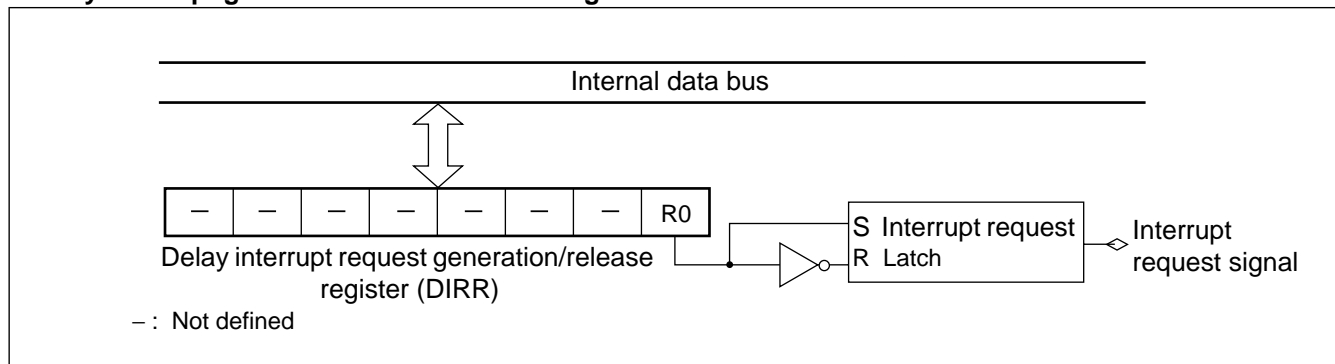 Internal data bus
– – – – – – – R0
S Interrupt request
R Latch
Interrupt
request signal
Delay interrupt request generation/release
register (DIRR)
– : Not defined